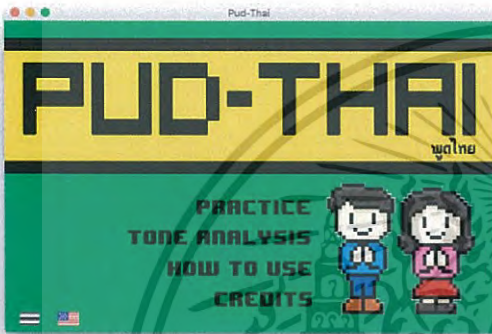 Pud-Thai
PUD-THAI
พูดไทย
PRACTICE
TONE ANALYSIS
HOW TO USE
CREDITS